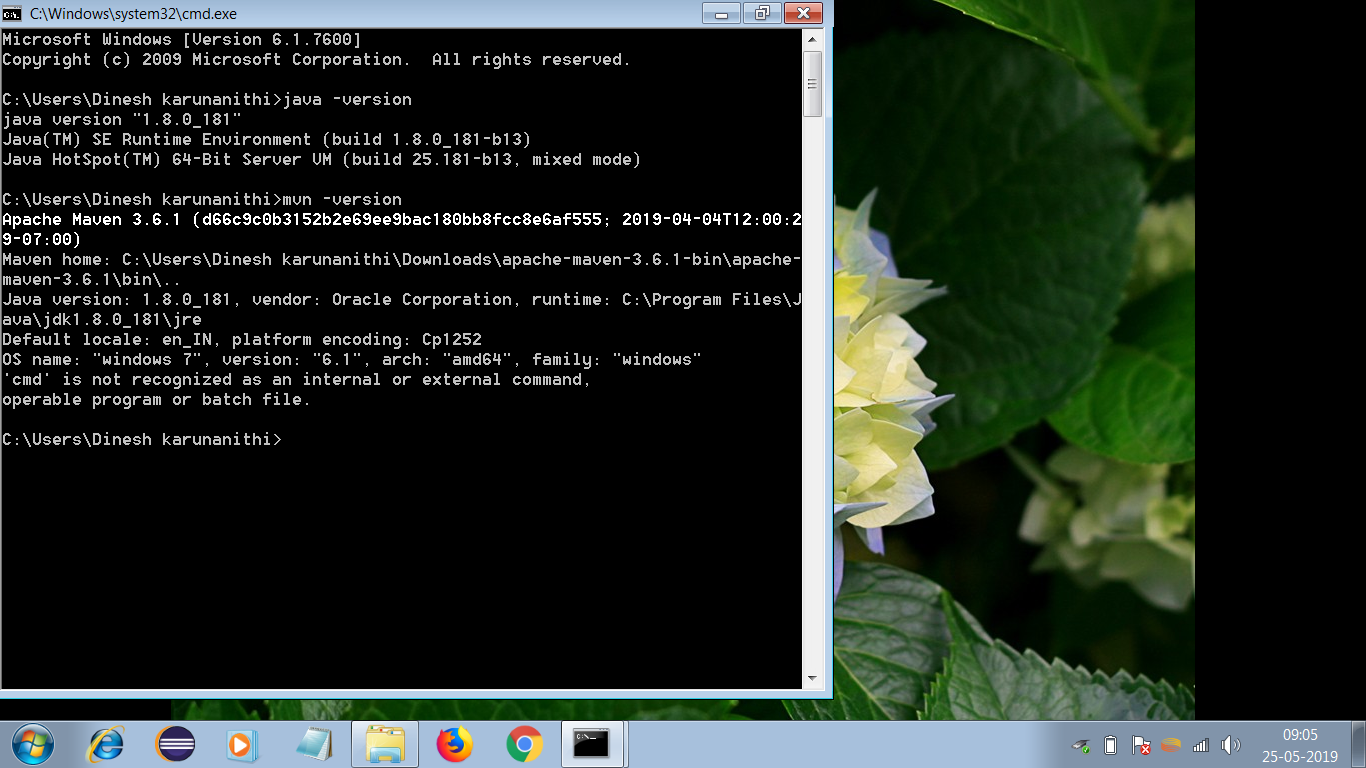 C:\Windows\system32\cmd.exe
Microsoft Windows [Version 6.1.7600]
Copyright (c) 2009 Microsoft Corporation.  All rights reserved.
C:\Users\Dinesh karunanithi>java -version
java version "1.8.0_181"
Java(TM) SE Runtime Environment (build 1.8.0_181-b13)
Java HotSpot(TM) 64-Bit Server VM (build 25.181-b13, mixed mode)
C:\Users\Dinesh karunanithi>mvn -version
Apache Maven 3.6.1 (d66c9c0b3152b2e69ee9bac180bb8fcc8e6af555; 2019-04-04T12:00:2
9-07:00)
Maven home: C:\Users\Dinesh karunanithi\Downloads\apache-maven-3.6.1-bin\apache-
maven-3.6.1\bin\..
Java version: 1.8.0_181, vendor: Oracle Corporation, runtime: C:\Program Files\J
ava\jdk1.8.0_181\jre
Default locale: en_IN, platform encoding: Cp1252
OS name: "windows 7", version: "6.1", arch: "amd64", family: "windows"
'cmd' is not recognized as an internal or external command,
operable program or batch file.
C:\Users\Dinesh karunanithi>
09:05
25-05-2019